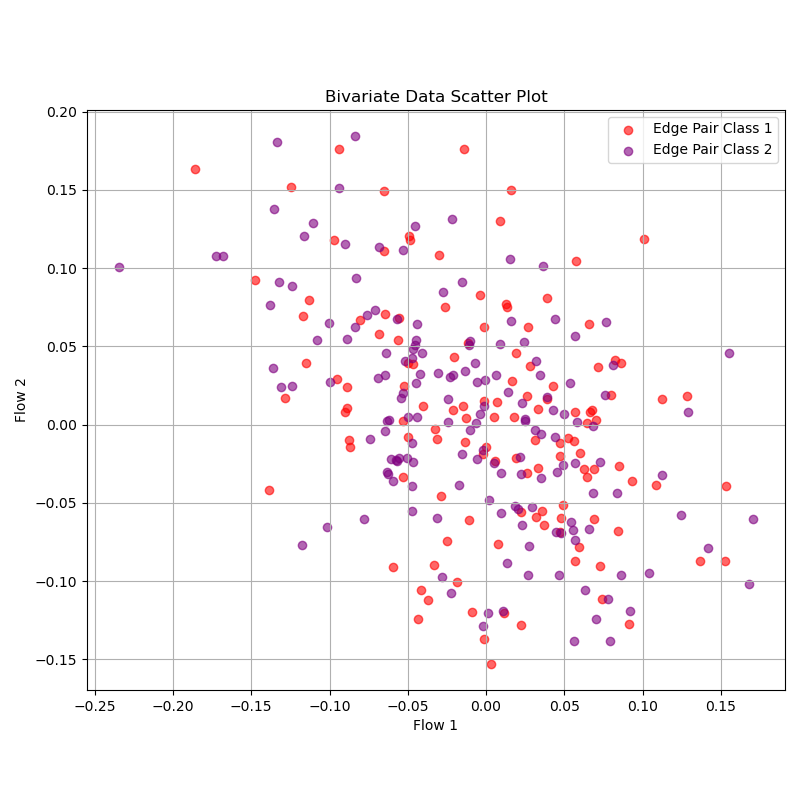 Bivariate Data Scatter Plot
Edge Pair Class 1
Edge Pair Class 2
0.20
0.15
0.10
0.05
0.00
−0.05
−0.10
−0.15
Flow 2
−0.25 −0.20 −0.15 −0.10 −0.05 0.00 0.05 0.10 0.15
Flow 1